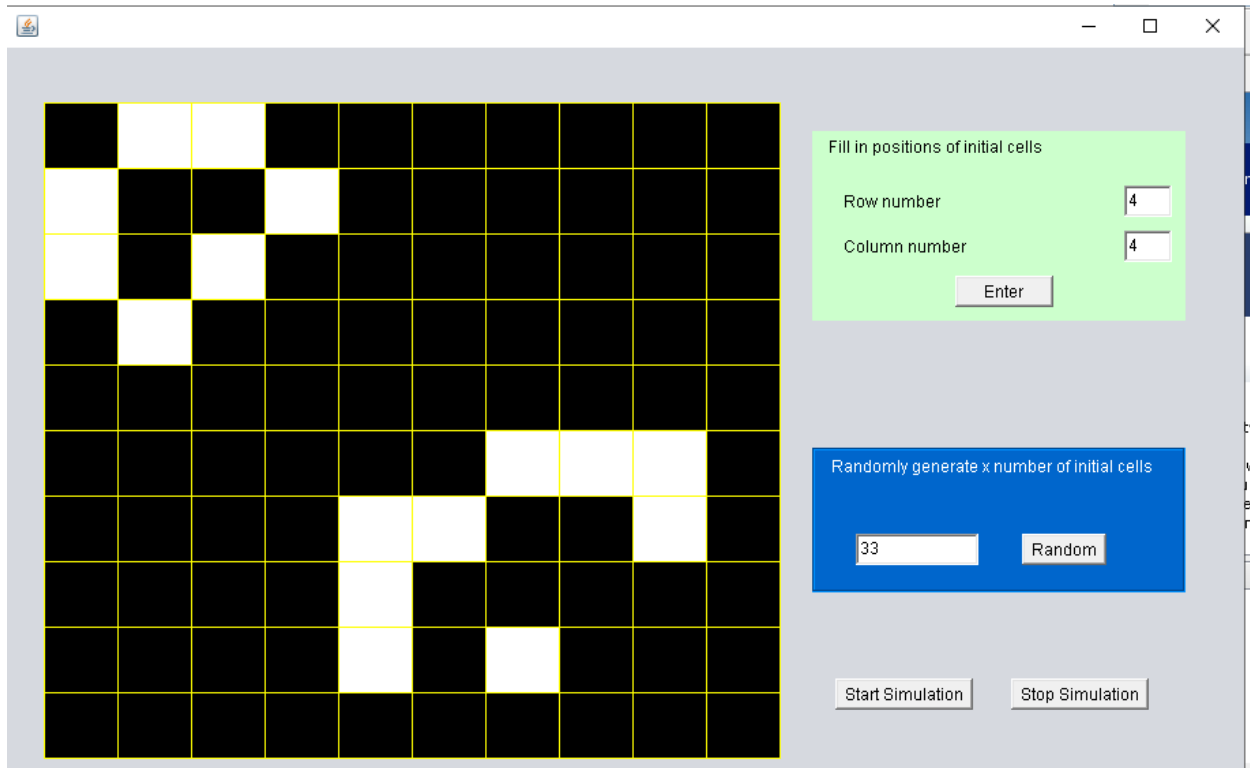 Fill in positions of initial cells
Row number
4
Column number
4
Enter
Randomly generate x number of initial cells
33
Random
Start Simulation
Stop Simulation